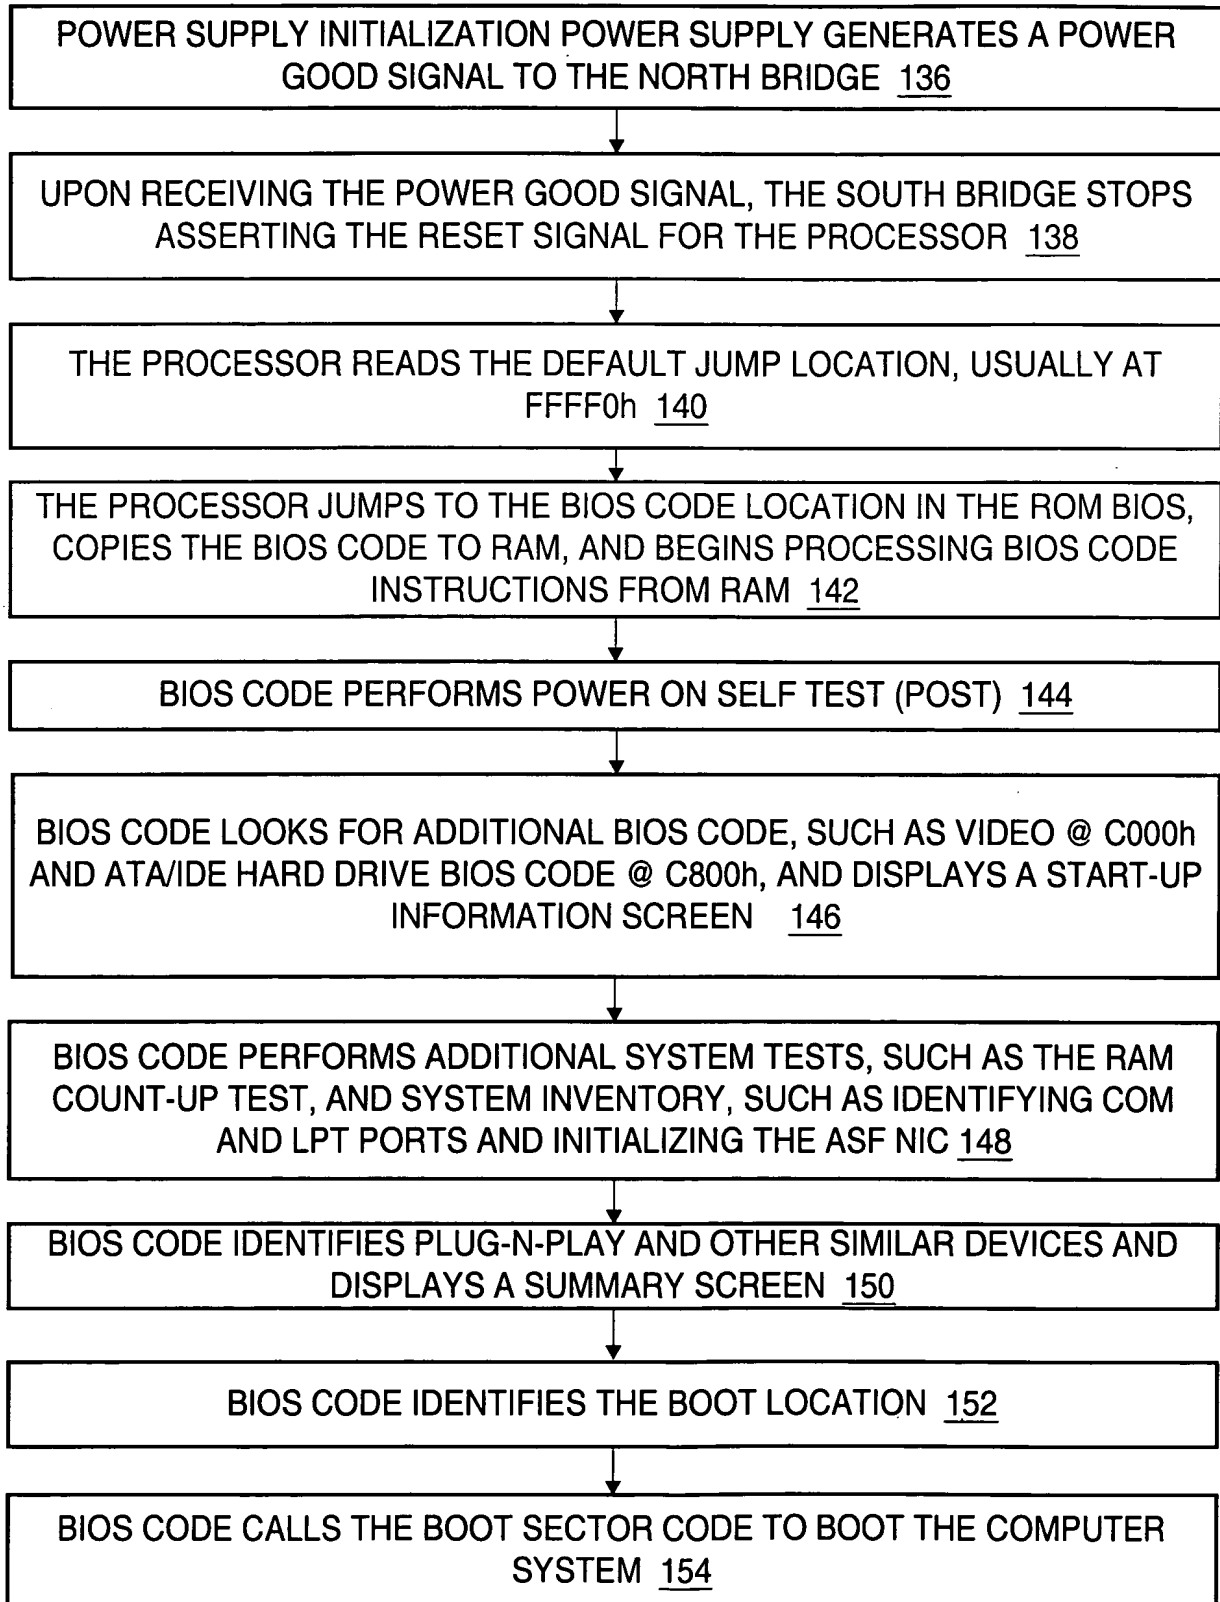 POWER SUPPLY INITIALIZATION POWER SUPPLY GENERATES A POWER
GOOD SIGNAL TO THE NORTH BRIDGE 136
UPON RECEIVING THE POWER GOOD SIGNAL, THE SOUTH BRIDGE STOPS
ASSERTING THE RESET SIGNAL FOR THE PROCESSOR 138
THE PROCESSOR READS THE DEFAULT JUMP LOCATION, USUALLY AT
FFFF0h 140
THE PROCESSOR JUMPS TO THE BIOS CODE LOCATION IN THE ROM BIOS,
COPIES THE BIOS CODE TO RAM, AND BEGINS PROCESSING BIOS CODE
INSTRUCTIONS FROM RAM 142
BIOS CODE PERFORMS POWER ON SELF TEST (POST) 144
BIOS CODE LOOKS FOR ADDITIONAL BIOS CODE, SUCH AS VIDEO @ C000h
AND ATA/IDE HARD DRIVE BIOS CODE @ C800h, AND DISPLAYS A START-UP
INFORMATION SCREEN 146
BIOS CODE PERFORMS ADDITIONAL SYSTEM TESTS, SUCH AS THE RAM
COUNT-UP TEST, AND SYSTEM INVENTORY, SUCH AS IDENTIFYING COM
AND LPT PORTS AND INITIALIZING THE ASF NIC 148
BIOS CODE IDENTIFIES PLUG-N-PLAY AND OTHER SIMILAR DEVICES AND
DISPLAYS A SUMMARY SCREEN 150
BIOS CODE IDENTIFIES THE BOOT LOCATION 152
BIOS CODE CALLS THE BOOT SECTOR CODE TO BOOT THE COMPUTER
SYSTEM 154